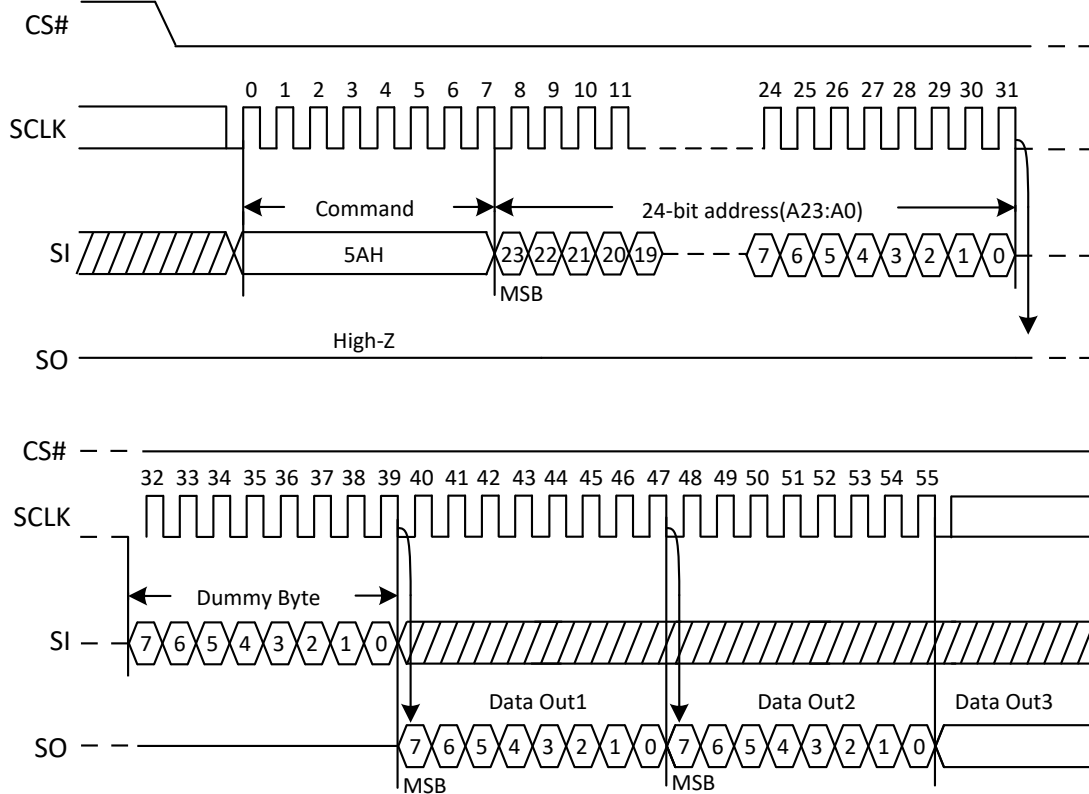 CS#
0 1 2 3 4 5 6 7 8 9 10 11 24 25 26 27 28 29 30 31
SCLK
Command 24-bit address(A23:A0)
SI 5AH 23 22 21 20 19 7 6 5 4 3 2 1 0
MSB
High-Z
SO
CS#
32 33 34 35 36 37 38 39 40 41 42 43 44 45 46 47 48 49 50 51 52 53 54 55
SCLK
Dummy Byte
SI 7 6 5 4 3 2 1 0
Data Out1 Data Out2 Data Out3
SO 7 6 5 4 3 2 1 0 7 6 5 4 3 2 1 0
MSB MSB